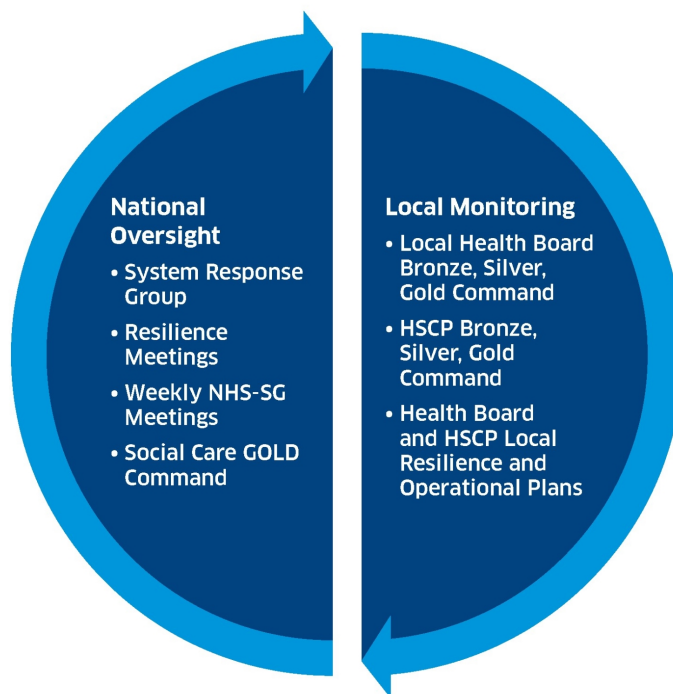 National
Oversight
• System Response
Group
• Resilience
Meetings
• Weekly NHS-SG
Meetings
• Social Care GOLD
Command
Local Monitoring
• Local Health Board
Bronze, Silver,
Gold Command
• HSCP Bronze,
Silver, Gold
Command
• Health Board
and HSCP Local
Resilience and
Operational Plans